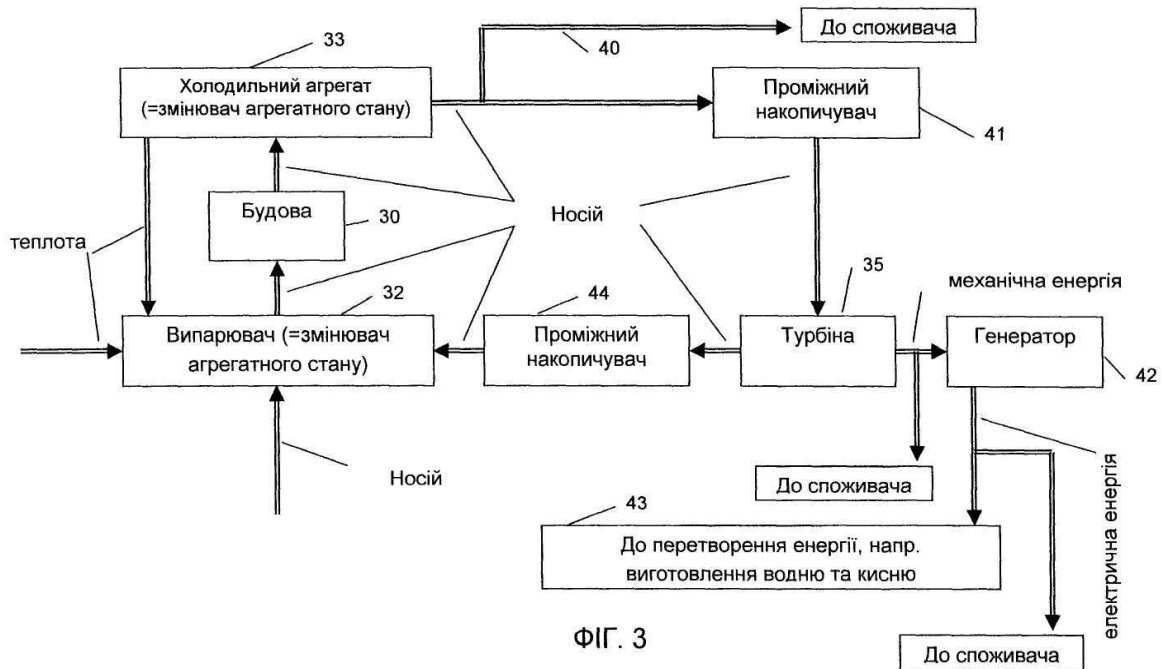 До споживача
40
33
Холодильний агрегат
(=змінювач агрегатного стану)
Проміжний
накопичувач
41
Будова
30
Носій
теплота
32
44
35
механічна енергія
Випарювач (=змінювач
агрегатного стану)
Проміжний
накопичувач
Турбіна
Генератор
42
Носій
До споживача
електрична енергія
43
До перетворення енергії, напр.
виготовлення водню та кисню
ФІГ. 3
До споживача